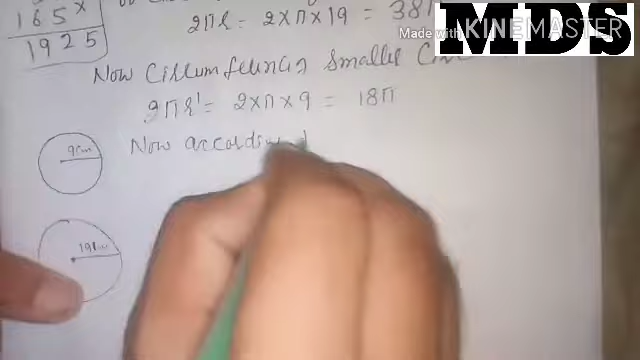 165x
1925
2πr = 2×π×19 = 38π
Made with KINEMASTER
MDS
Now Circumference Smaller
2πr' = 2×π×9 = 18π
9cm
Now according
19cm